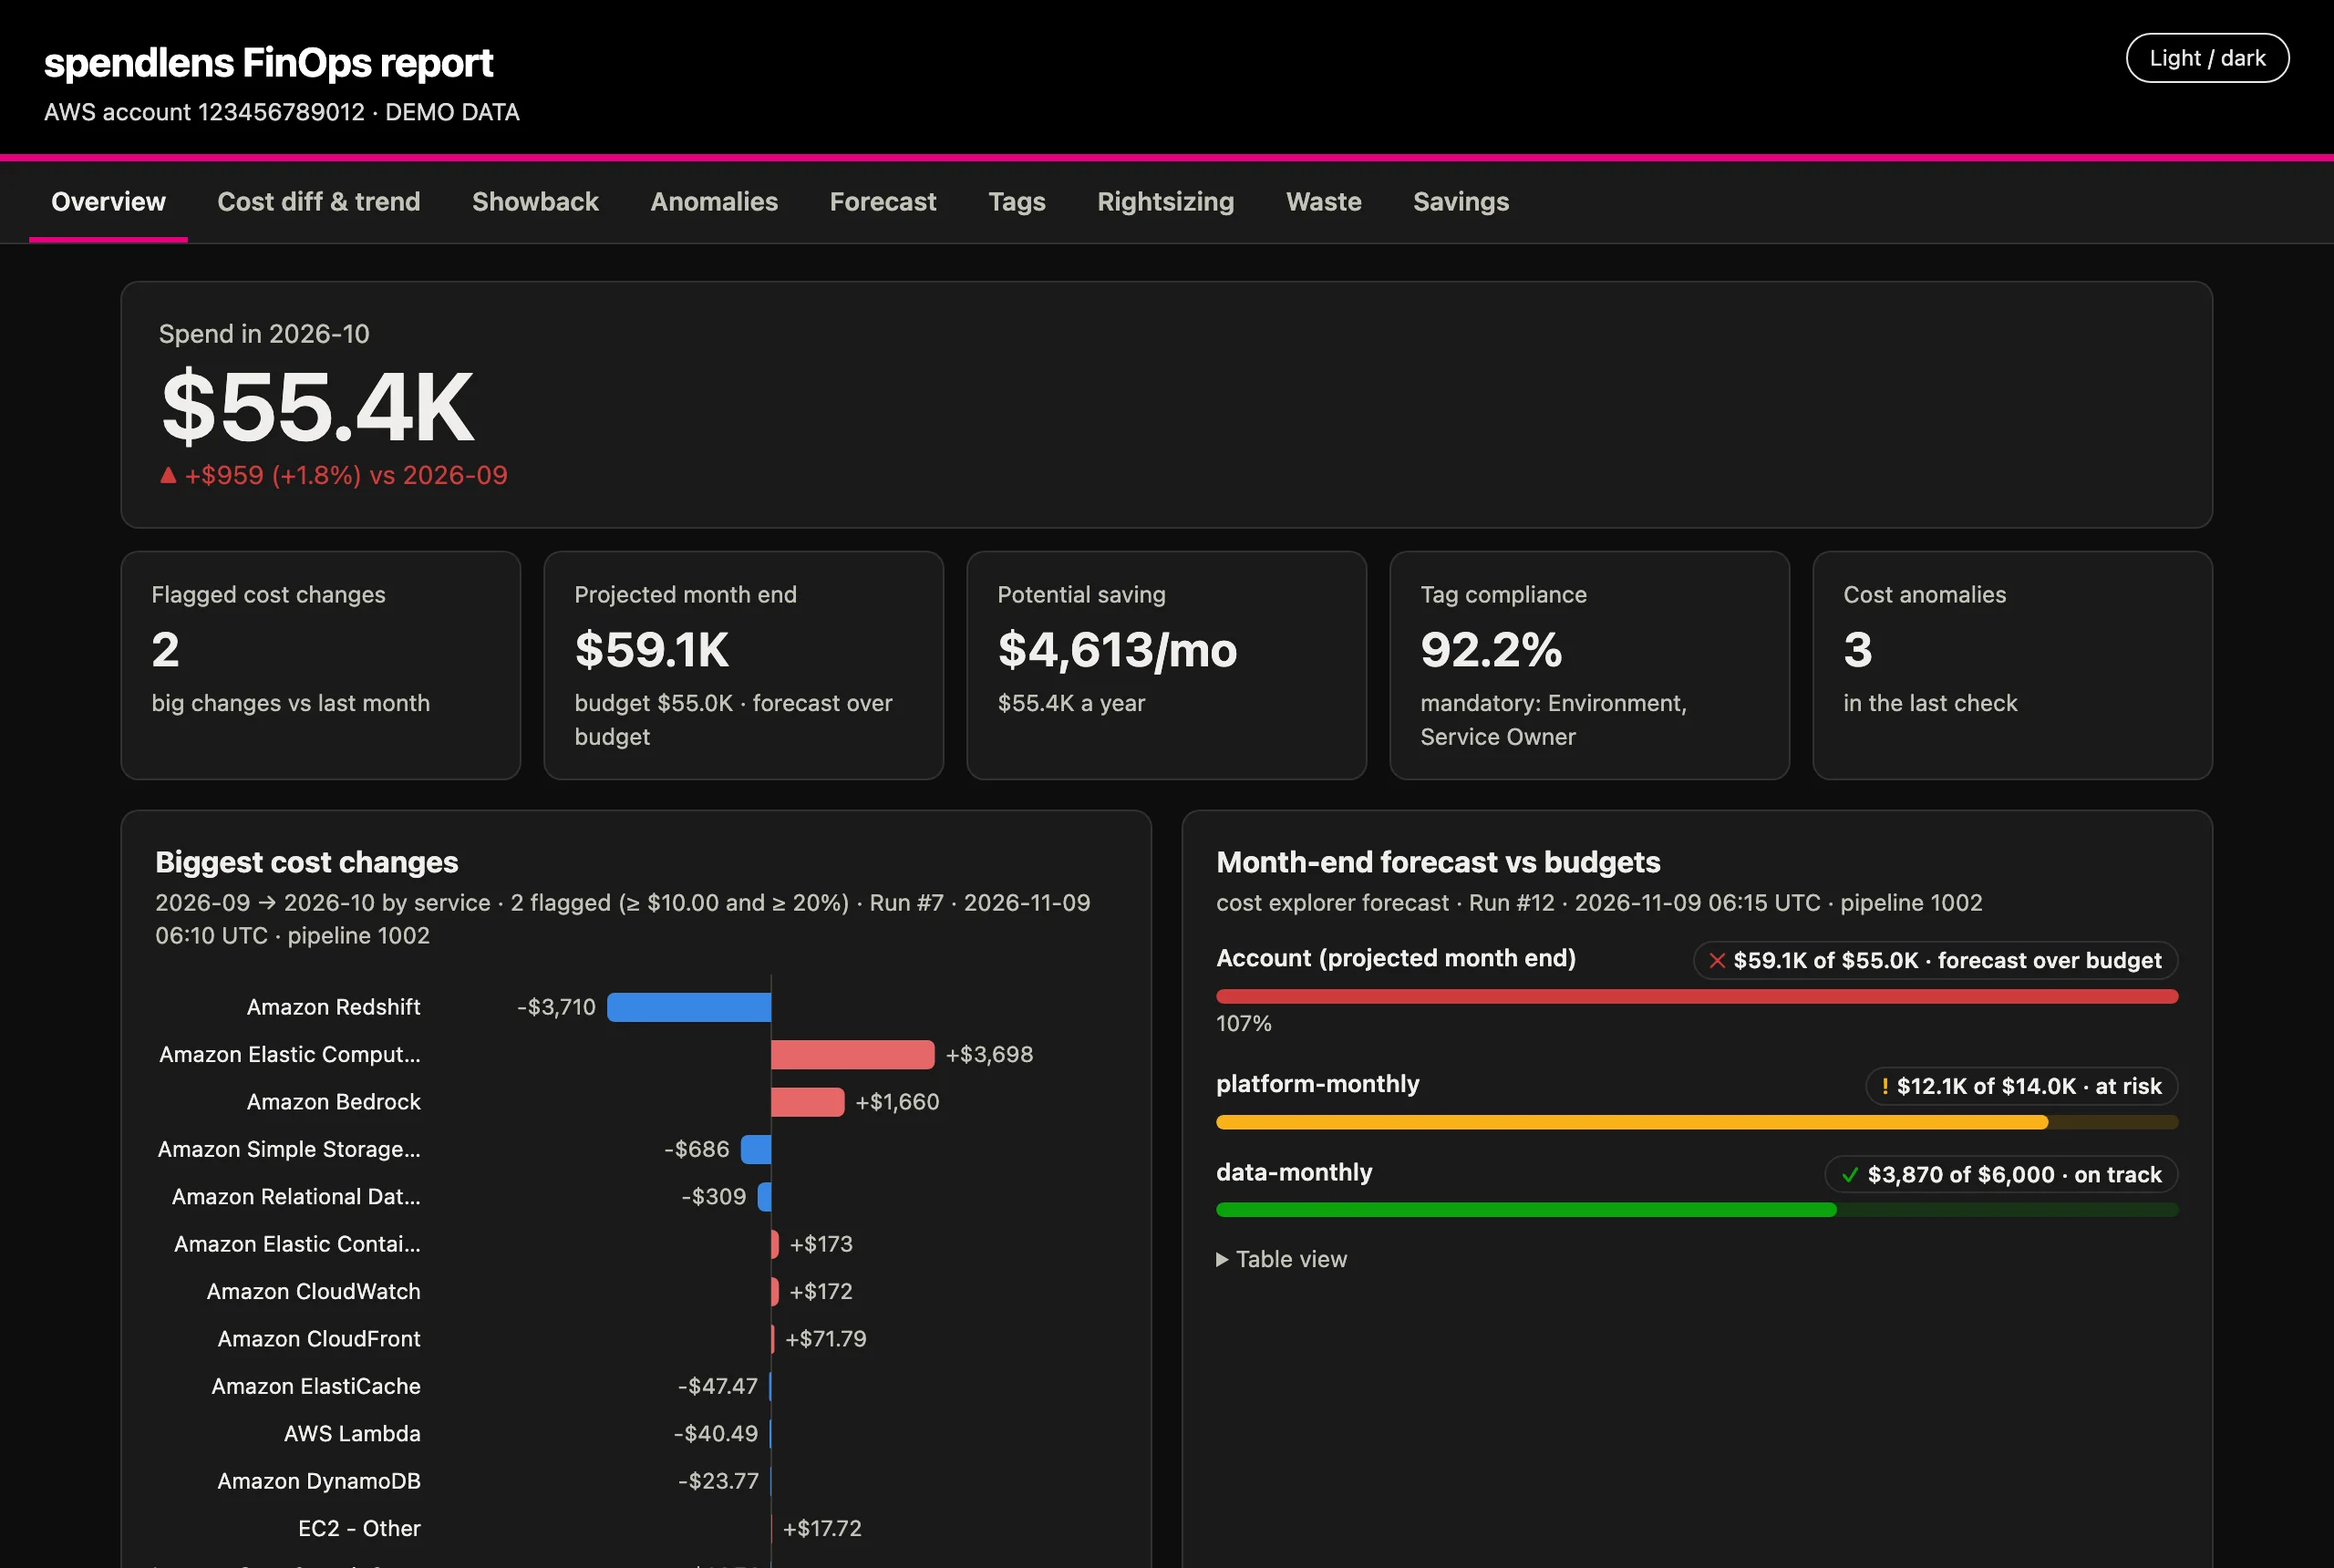 spendlens FinOps report
Light / dark
AWS account 123456789012 · DEMO DATA
Overview Cost diff & trend Showback Anomalies Forecast Tags Rightsizing Waste Savings
Spend in 2026-10
$55.4K
▲ +$959 (+1.8%) vs 2026-09
Flagged cost changes
2
big changes vs last month
Projected month end
$59.1K
budget $55.0K · forecast over
budget
Potential saving
$4,613/mo
$55.4K a year
Tag compliance
92.2%
mandatory: Environment,
Service Owner
Cost anomalies
3
in the last check
Biggest cost changes
2026-09 → 2026-10 by service · 2 flagged (≥ $10.00 and ≥ 20%) · Run #7 · 2026-11-09
06:10 UTC · pipeline 1002
Amazon Redshift -$3,710
Amazon Elastic Comput... +$3,698
Amazon Bedrock +$1,660
Amazon Simple Storage... -$686
Amazon Relational Dat... -$309
Amazon Elastic Contai... +$173
Amazon CloudWatch +$172
Amazon CloudFront +$71.79
Amazon ElastiCache -$47.47
AWS Lambda -$40.49
Amazon DynamoDB -$23.77
EC2 - Other +$17.72
Month-end forecast vs budgets
cost explorer forecast · Run #12 · 2026-11-09 06:15 UTC · pipeline 1002
Account (projected month end) ✕ $59.1K of $55.0K · forecast over budget
107%
platform-monthly ! $12.1K of $14.0K · at risk
data-monthly ✓ $3,870 of $6,000 · on track
▶ Table view